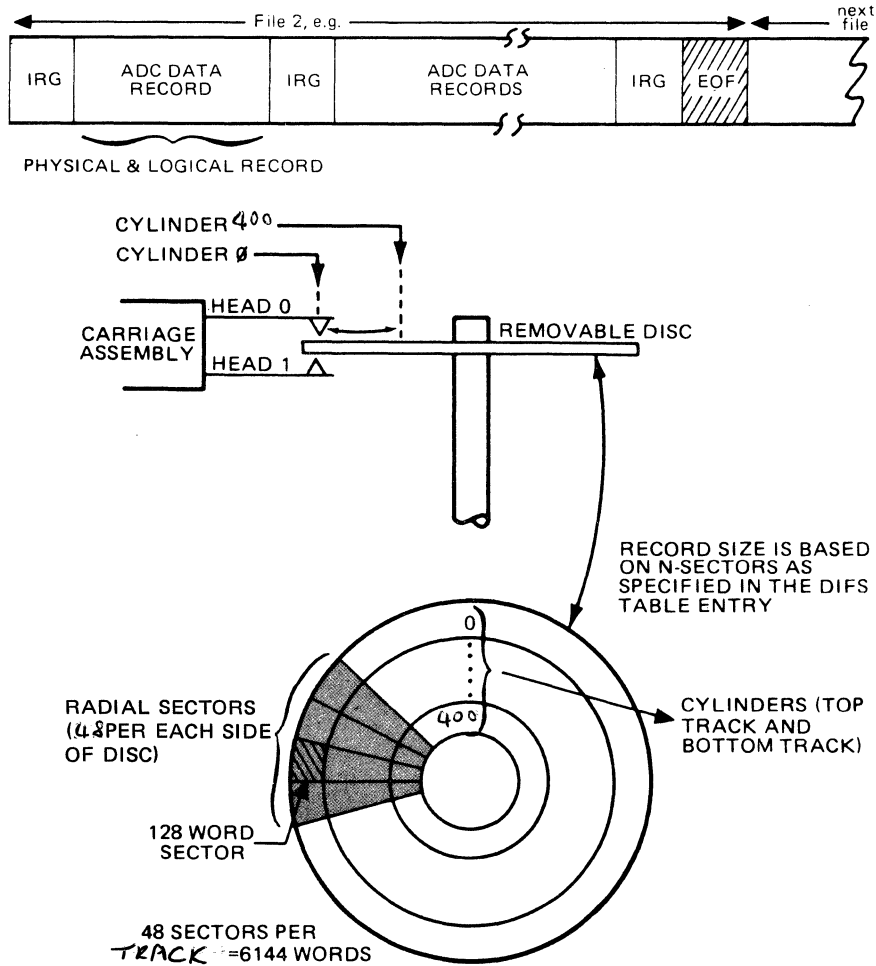 File 2, e.g.
next
file
IRG
ADC DATA
RECORD
IRG
ADC DATA
RECORDS
IRG
EOF
PHYSICAL & LOGICAL RECORD
CYLINDER 400
CYLINDER Ø
HEAD 0
CARRIAGE
ASSEMBLY
HEAD 1
REMOVABLE DISC
RECORD SIZE IS BASED
ON N-SECTORS AS
SPECIFIED IN THE DIFS
TABLE ENTRY
0
400
RADIAL SECTORS
(48 PER EACH SIDE
OF DISC)
CYLINDERS (TOP
TRACK AND
BOTTOM TRACK)
128 WORD
SECTOR
48 SECTORS PER
TRACK =6144 WORDS